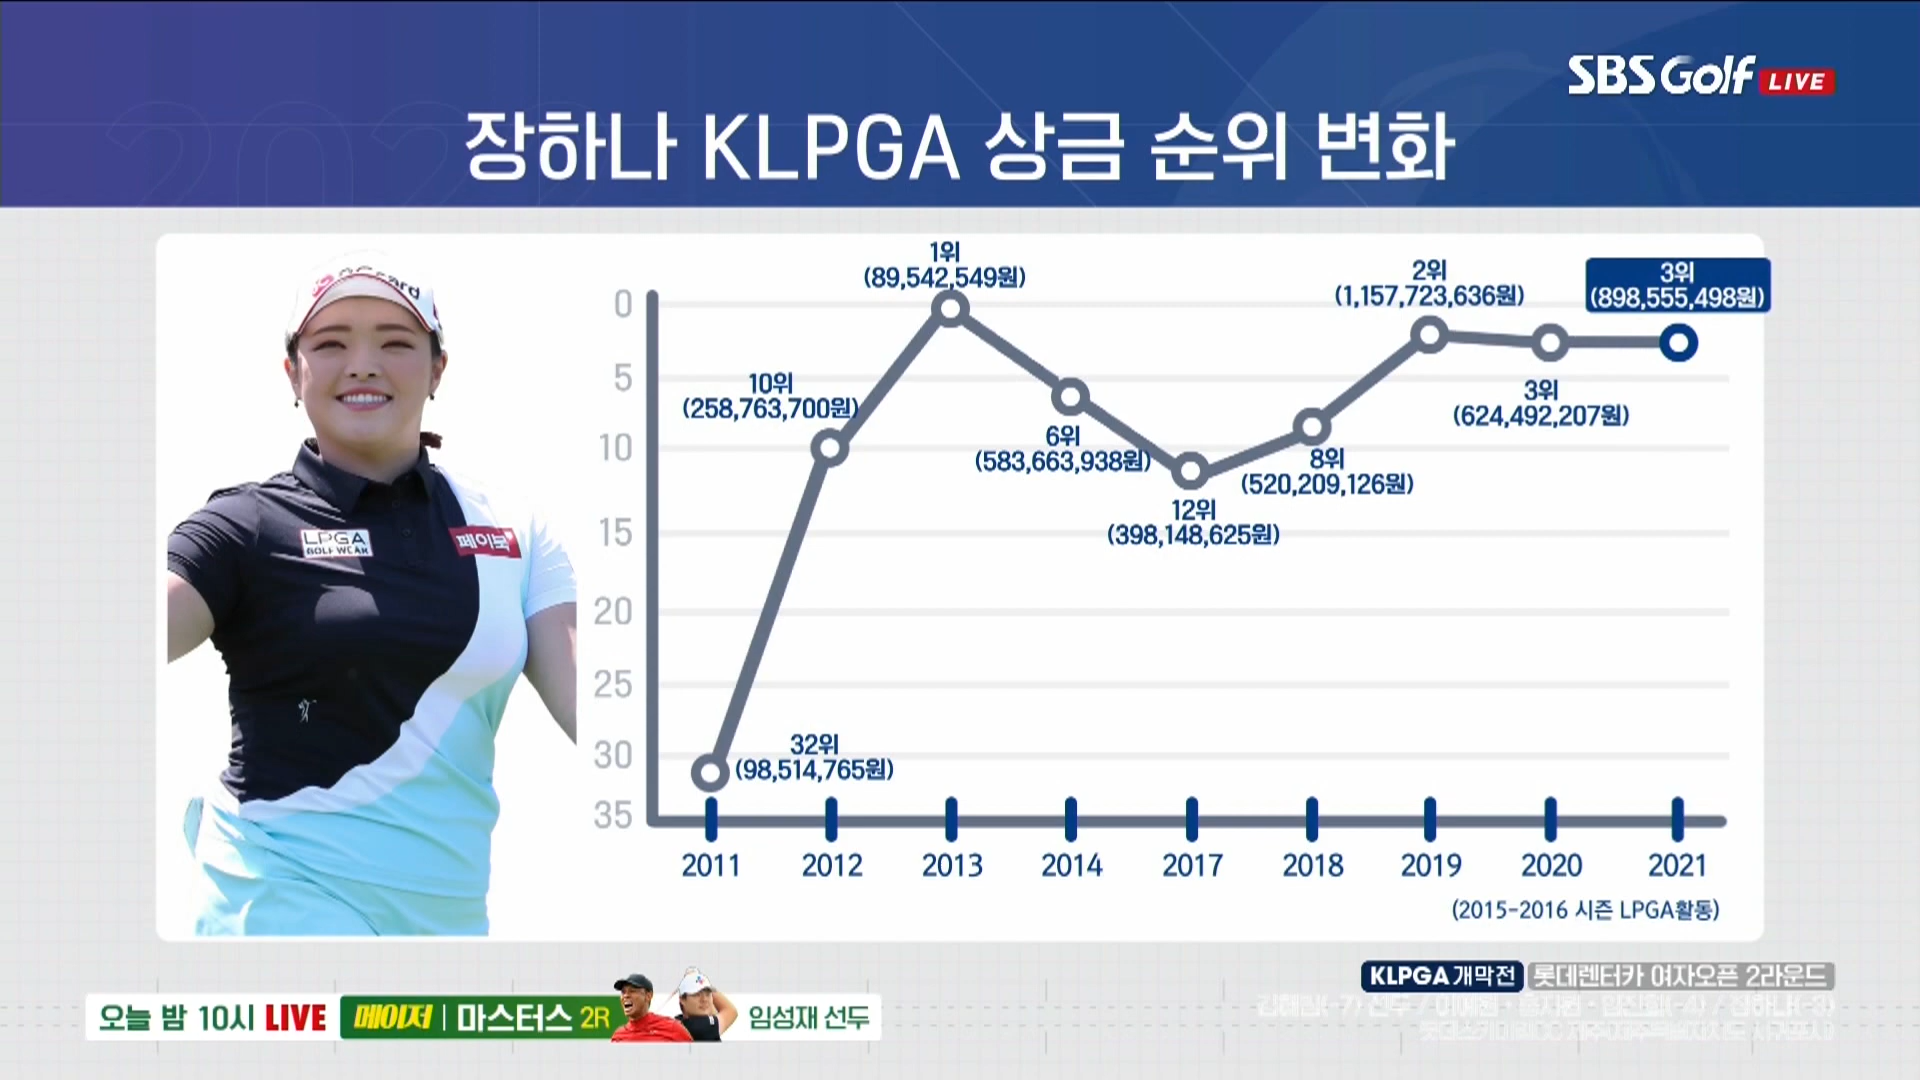 SBS Golf LIVE
장하나 KLPGA 상금 순위 변화
1위
(89,542,549원)
2위
(1,157,723,636원)
3위
(898,555,498원)
10위
(258,763,700원)
6위
(583,663,938원)
3위
(624,492,207원)
8위
(520,209,126원)
12위
(398,148,625원)
32위
(98,514,765원)
0
5
10
15
20
25
30
35
2011 2012 2013 2014 2017 2018 2019 2020 2021
(2015-2016 시즌 LPGA활동)
LPGA
GOLF WEAR
페이북
KLPGA 개막전 롯데렌터카 여자오픈 2라운드
오늘 밤 10시 LIVE 메이저 | 마스터스 2R 임성재 선두